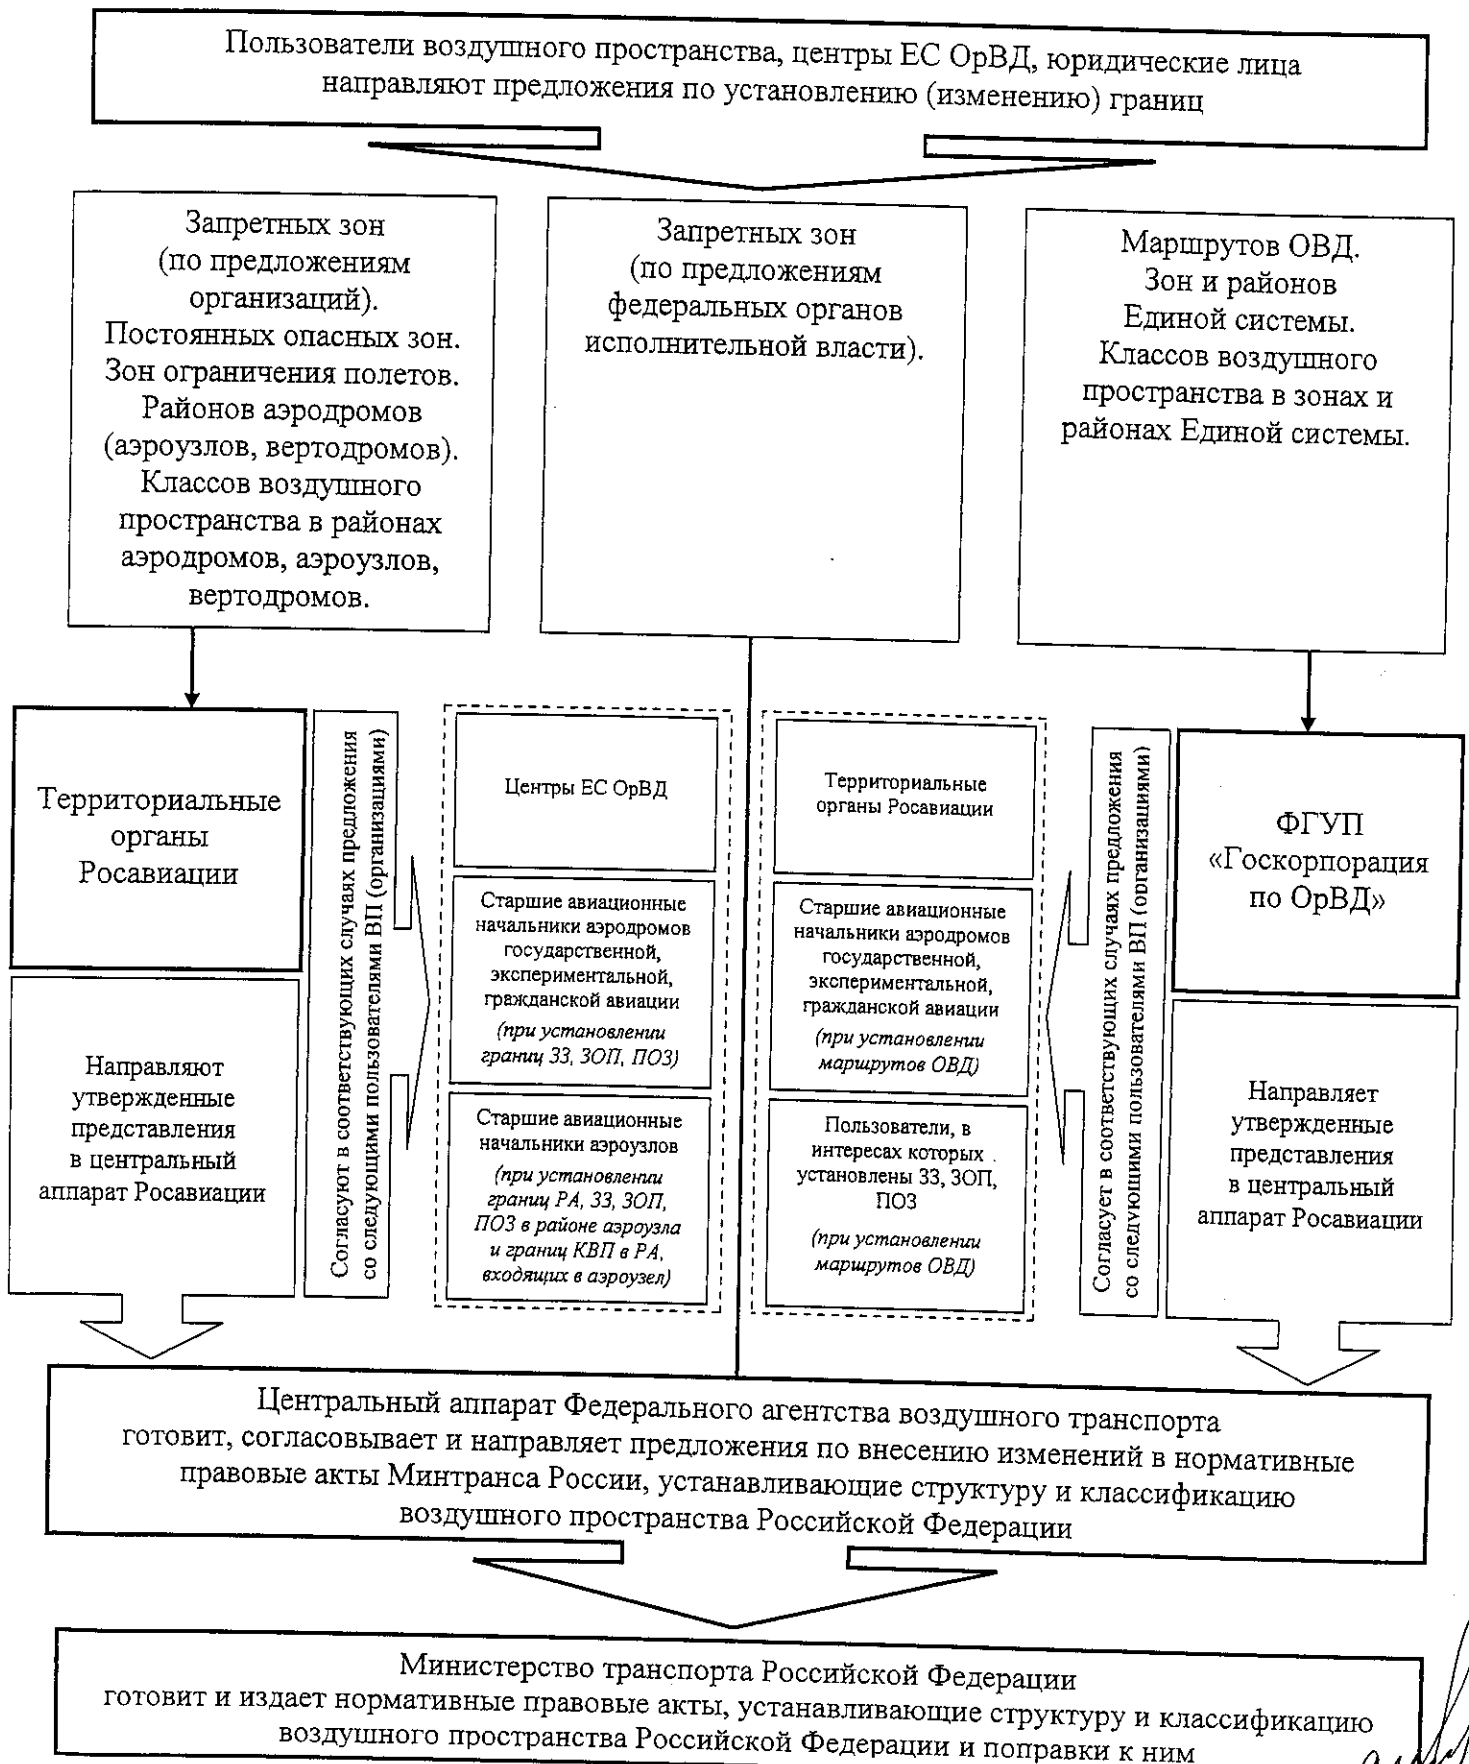 Пользователи воздушного пространства, центры ЕС ОрВД, юридические лица
направляют предложения по установлению (изменению) границ
Запретных зон
(по предложениям
организаций).
Постоянных опасных зон.
Зон ограничения полетов.
Районов аэродромов
(аэроузлов, вертодромов).
Классов воздушного
пространства в районах
аэродромов, аэроузлов,
вертодромов.
Запретных зон
(по предложениям
федеральных органов
исполнительной власти).
Маршрутов ОВД.
Зон и районов
Единой системы.
Классов воздушного
пространства в зонах и
районах Единой системы.
Территориальные
органы
Росавиации
Направляют
утвержденные
представления
в центральный
аппарат Росавиации
Согласуют в соответствующих случаях предложения
со следующими пользователями ВП (организациями)
Центры ЕС ОрВД
Старшие авиационные
начальники аэродромов
государственной,
экспериментальной,
гражданской авиации
(при установлении
границ ЗЗ, ЗОП, ПОЗ)
Старшие авиационные
начальники аэроузлов
(при установлении
границ РА, ЗЗ, ЗОП,
ПОЗ в районе аэроузла
и границ КВП в РА,
входящих в аэроузел)
Территориальные
органы Росавиации
Старшие авиационные
начальники аэродромов
государственной,
экспериментальной,
гражданской авиации
(при установлении
маршрутов ОВД)
Пользователи, в
интересах которых
установлены ЗЗ, ЗОП,
ПОЗ
(при установлении
маршрутов ОВД)
Согласует в соответствующих случаях предложения
со следующими пользователями ВП (организациями)
ФГУП
«Госкорпорация
по ОрВД»
Направляет
утвержденные
представления
в центральный
аппарат Росавиации
Центральный аппарат Федерального агентства воздушного транспорта
готовит, согласовывает и направляет предложения по внесению изменений в нормативные
правовые акты Минтранса России, устанавливающие структуру и классификацию
воздушного пространства Российской Федерации
Министерство транспорта Российской Федерации
готовит и издает нормативные правовые акты, устанавливающие структуру и классификацию
воздушного пространства Российской Федерации и поправки к ним